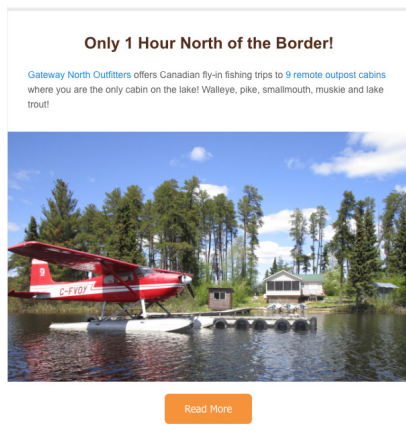 Only 1 Hour North of the Border!
Gateway North Outfitters offers Canadian fly-in fishing trips to 9 remote outpost cabins
where you are the only cabin on the lake! Walleye, pike, smallmouth, muskie and lake
trout!
9
C-FVOY
Read More